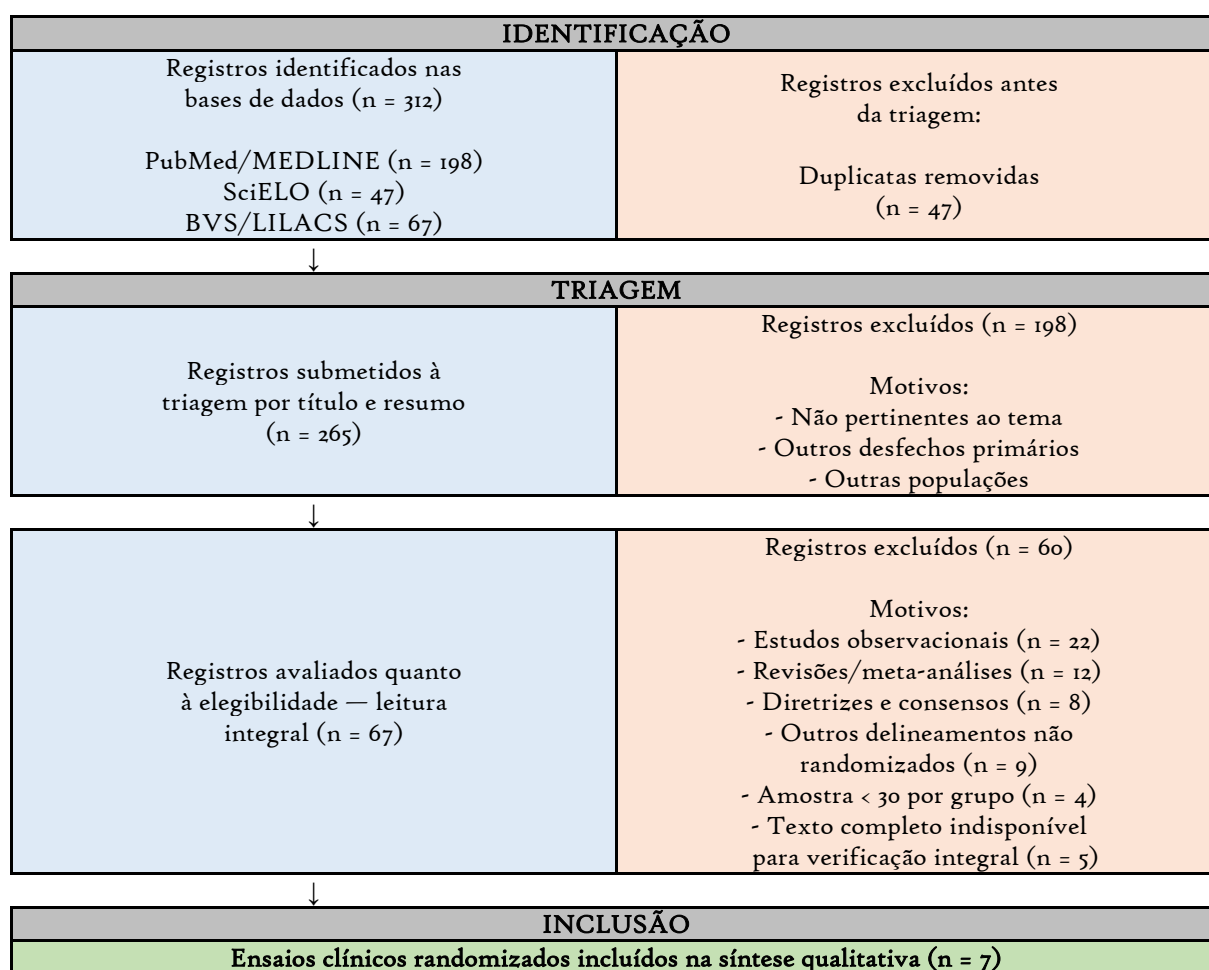 IDENTIFICAÇÃO
Registros identificados nas
bases de dados (n = 312)
PubMed/MEDLINE (n = 198)
SciELO (n = 47)
BVS/LILACS (n = 67)
Registros excluídos antes
da triagem:
Duplicatas removidas
(n = 47)
↓
TRIAGEM
Registros submetidos à
triagem por título e resumo
(n = 265)
Registros excluídos (n = 198)
Motivos:
- Não pertinentes ao tema
- Outros desfechos primários
- Outras populações
↓
Registros avaliados quanto
à elegibilidade — leitura
integral (n = 67)
Registros excluídos (n = 60)
Motivos:
- Estudos observacionais (n = 22)
- Revisões/meta-análises (n = 12)
- Diretrizes e consensos (n = 8)
- Outros delineamentos não
randomizados (n = 9)
- Amostra < 30 por grupo (n = 4)
- Texto completo indisponível
para verificação integral (n = 5)
↓
INCLUSÃO
Ensaios clínicos randomizados incluídos na síntese qualitativa (n = 7)